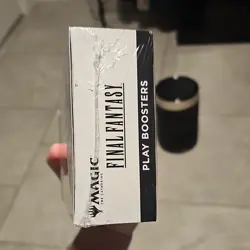 MAGIC
THE GATHERING
FINAL FANTASY
PLAY BOOSTERS